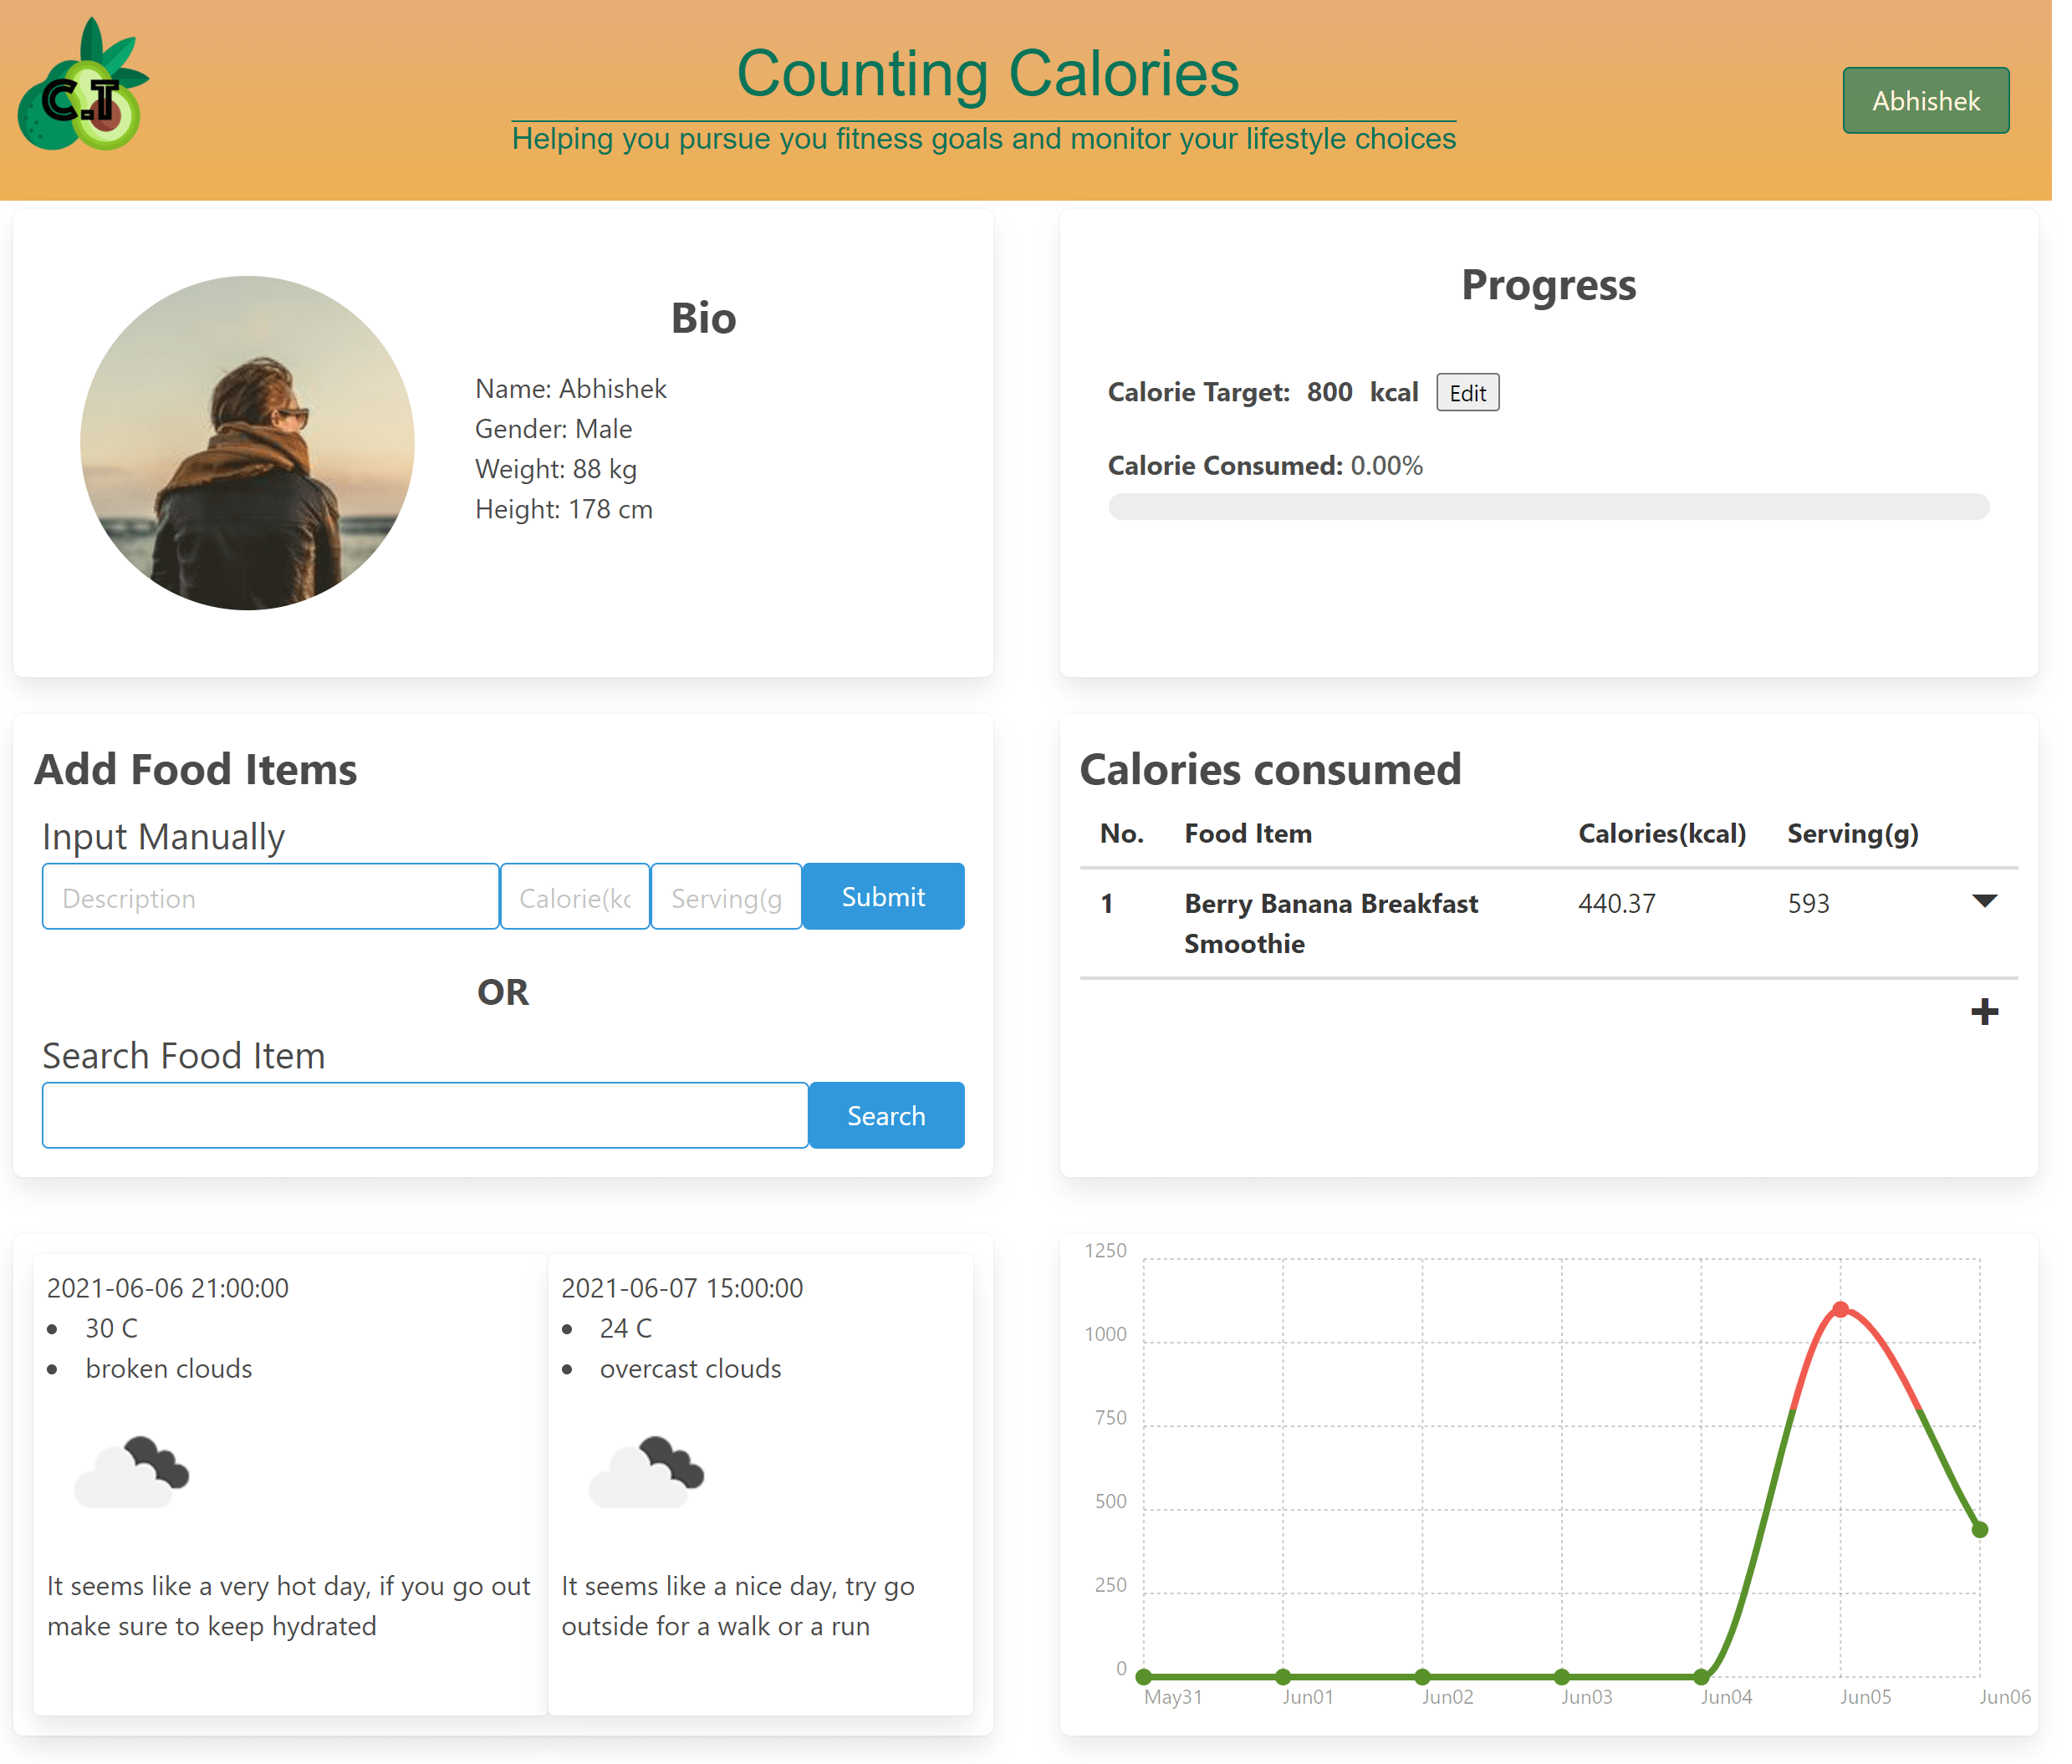 C.T
Counting Calories
Helping you pursue you fitness goals and monitor your lifestyle choices
Abhishek
Bio
Name: Abhishek
Gender: Male
Weight: 88 kg
Height: 178 cm
Progress
Calorie Target: 800 kcal Edit
Calorie Consumed: 0.00%
Add Food Items
Input Manually
Description Calorie(kc Serving(g Submit
OR
Search Food Item
Search
Calories consumed
No. Food Item Calories(kcal) Serving(g)
1 Berry Banana Breakfast 440.37 593
Smoothie
2021-06-06 21:00:00
30 C
broken clouds
It seems like a very hot day, if you go out
make sure to keep hydrated
2021-06-07 15:00:00
24 C
overcast clouds
It seems like a nice day, try go
outside for a walk or a run
1250
1000
750
500
250
0
May31 Jun01 Jun02 Jun03 Jun04 Jun05 Jun06